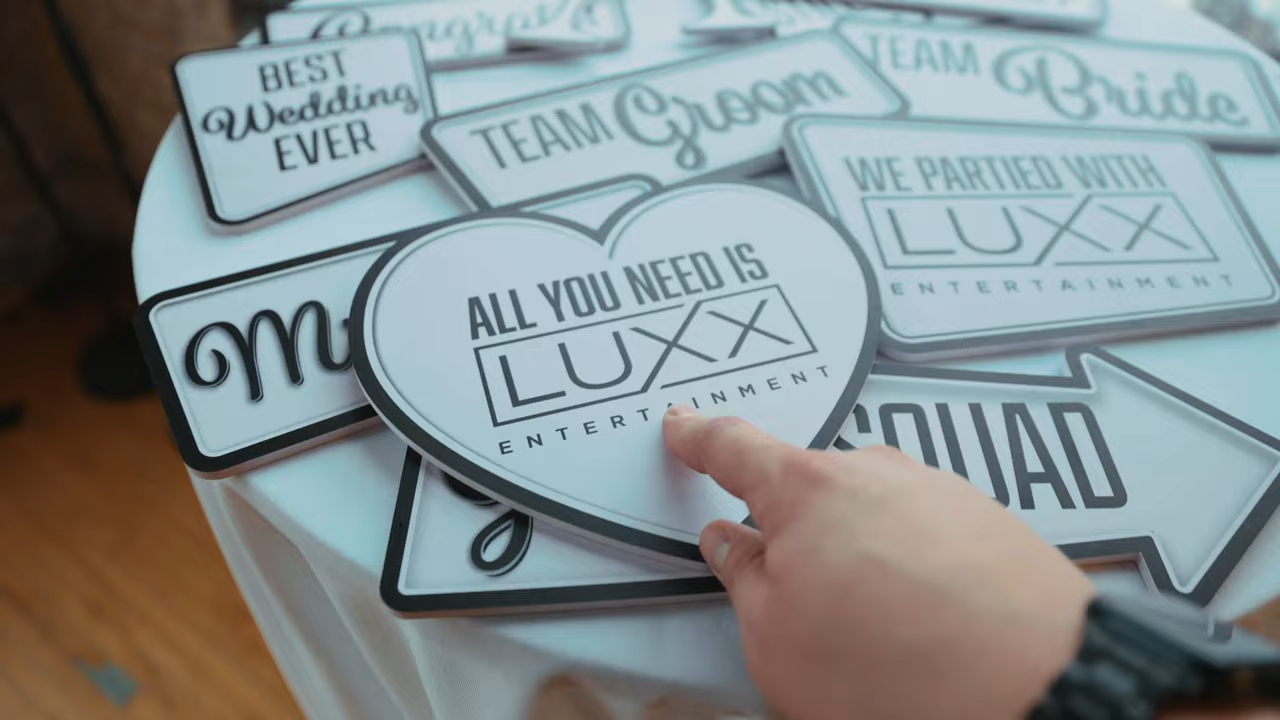 Congrats
BEST
Wedding
EVER
TEAM Groom
TEAM Bride
WE PARTIED WITH
LUXX
ENTERTAINMENT
ALL YOU NEED IS
LUXX
ENTERTAINMENT
SQUAD